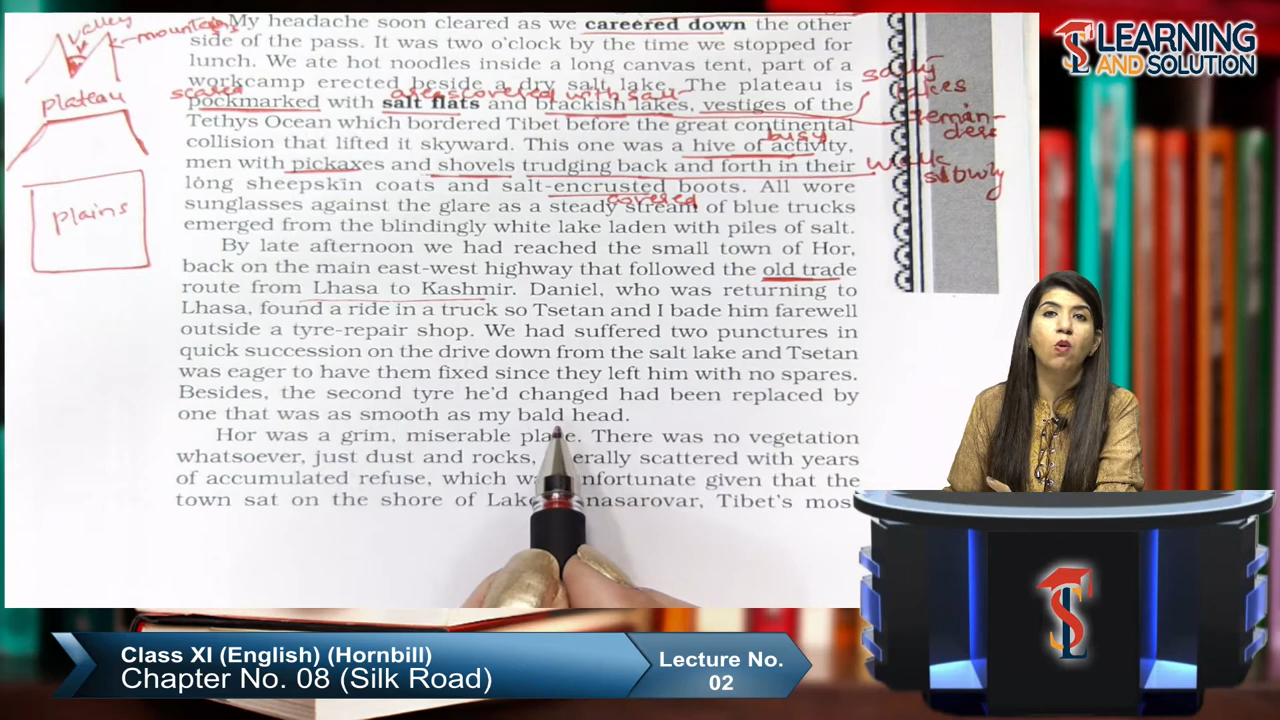 My headache soon cleared as we careered down the other
side of the pass. It was two o'clock by the time we stopped for
lunch. We ate hot noodles inside a long canvas tent, part of a
workcamp erected beside a dry salt lake. The plateau is
pockmarked with salt flats and brackish lakes, vestiges of the
Tethys Ocean which bordered Tibet before the great continental
collision that lifted it skyward. This one was a hive of activity,
men with pickaxes and shovels trudging back and forth in their
long sheepskin coats and salt-encrusted boots. All wore
sunglasses against the glare as a steady stream of blue trucks
emerged from the blindingly white lake laden with piles of salt.
By late afternoon we had reached the small town of Hor,
back on the main east-west highway that followed the old trade
route from Lhasa to Kashmir. Daniel, who was returning to
Lhasa, found a ride in a truck so Tsetan and I bade him farewell
outside a tyre-repair shop. We had suffered two punctures in
quick succession on the drive down from the salt lake and Tsetan
was eager to have them fixed since they left him with no spares.
Besides, the second tyre he'd changed had been replaced by
one that was as smooth as my bald head.
Hor was a grim, miserable place. There was no vegetation
whatsoever, just dust and rocks, erally scattered with years
of accumulated refuse, which w nfortunate given that the
town sat on the shore of Lake nasarovar, Tibet's most
valley
mountains
plateau
plains
scars
areas covered with salt
salty
lakes
remain-
ders
busy
walk
slowly
covered
LEARNING
AND SOLUTION
Class XI (English) (Hornbill)
Chapter No. 08 (Silk Road)
Lecture No.
02